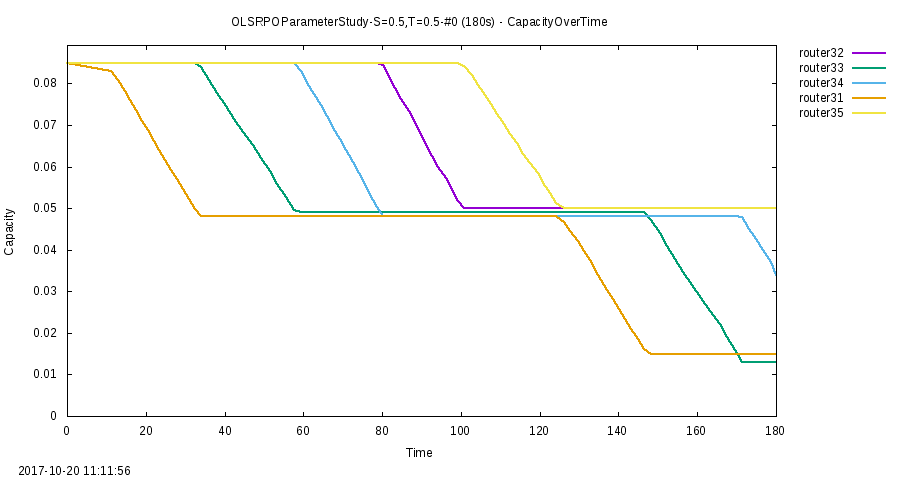 OLSRPOParameterStudy-S=0.5,T=0.5-#0 (180s) - CapacityOverTime
router32
router33
router34
router31
router35
0.08
0.07
0.06
0.05
0.04
0.03
0.02
0.01
0
Capacity
0 20 40 60 80 100 120 140 160 180
Time
2017-10-20 11:11:56